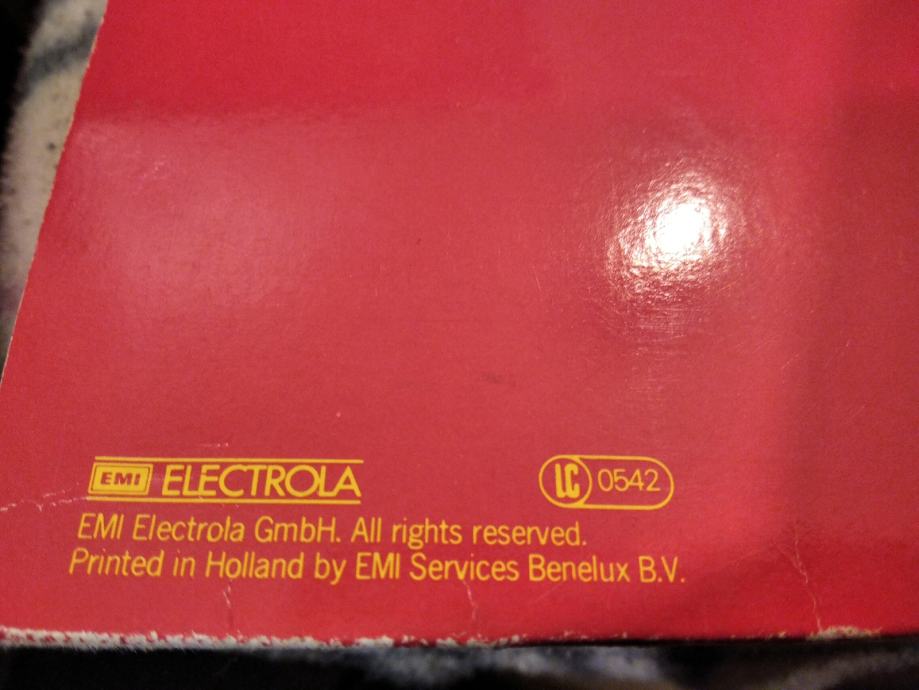 EMI ELECTROLA LC 0542
EMI Electrola GmbH. All rights reserved.
Printed in Holland by EMI Services Benelux B.V.